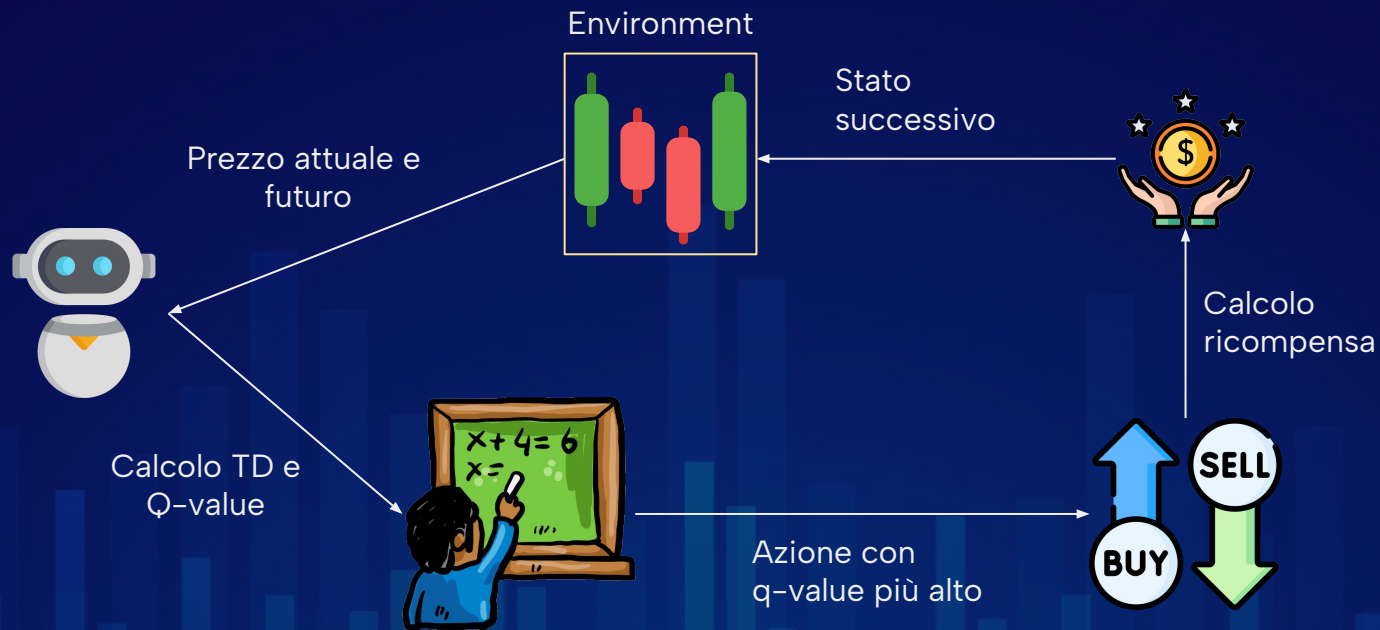 Environment
Stato
successivo
Prezzo attuale e
futuro
$
Calcolo
ricompensa
Calcolo TD e
Q-value
x+4=6
x=
Azione con
q-value più alto
SELL
BUY